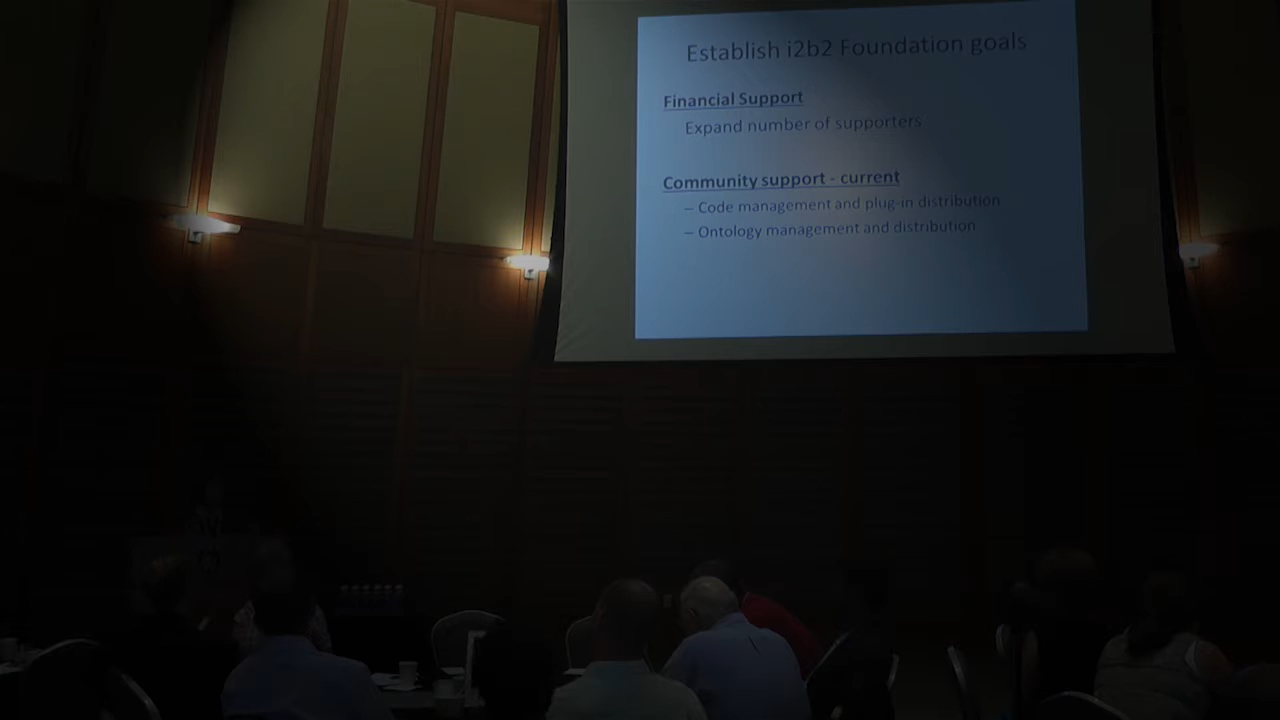 Establish i2b2 Foundation goals
Financial Support
Expand number of supporters
Community support - current
– Code management and plug-in distribution
– Ontology management and distribution